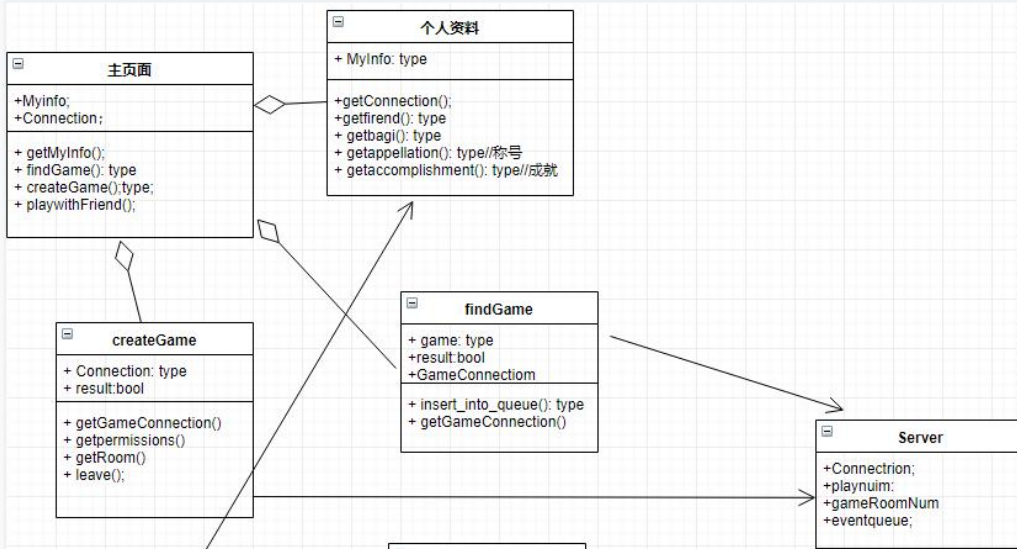 个人资料
+ MyInfo: type
+getConnection();
+getfirend(): type
+ getbagi(): type
+ getappellation(): type//称号
+ getaccomplishment(): type//成就
主页面
+Myinfo;
+Connection；
+ getMyInfo();
+ findGame(): type
+ createGame();type;
+ playwithFriend();
findGame
+ game: type
+result:bool
+GameConnectiom
+ insert_into_queue(): type
+ getGameConnection()
createGame
+ Connection: type
+ result:bool
+ getGameConnection()
+ getpermissions()
+ getRoom()
+ leave();
Server
+Connectrion;
+playnuim:
+gameRoomNum
+eventqueue;